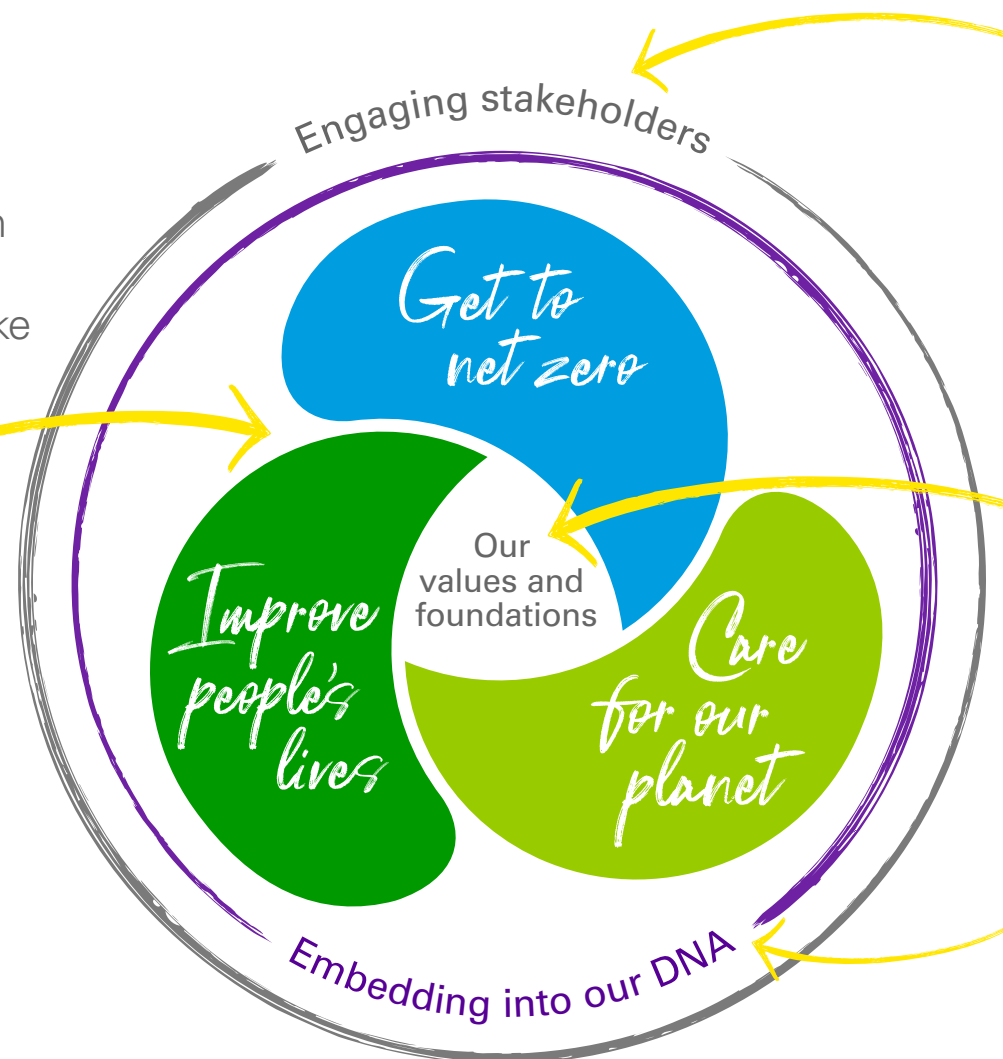 Engaging stakeholders
Get to
net zero
Our
values and
foundations
Improve
people's
lives
Care
for our
planet
Embedding into our DNA